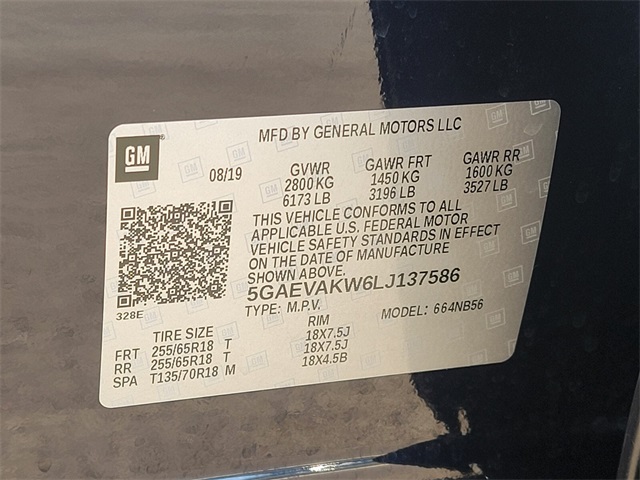 MFD BY GENERAL MOTORS LLC
GM
08/19 GVWR GAWR FRT GAWR RR
2800 KG 1450 KG 1600 KG
6173 LB 3196 LB 3527 LB
THIS VEHICLE CONFORMS TO ALL
APPLICABLE U.S. FEDERAL MOTOR
VEHICLE SAFETY STANDARDS IN EFFECT
ON THE DATE OF MANUFACTURE
SHOWN ABOVE.
5GAEVAKW6LJ137586
328E
TYPE: M.P.V. MODEL: 664NB56
TIRE SIZE RIM
FRT 255/65R18 T 18X7.5J
RR 255/65R18 T 18X7.5J
SPA T135/70R18 M 18X4.5B